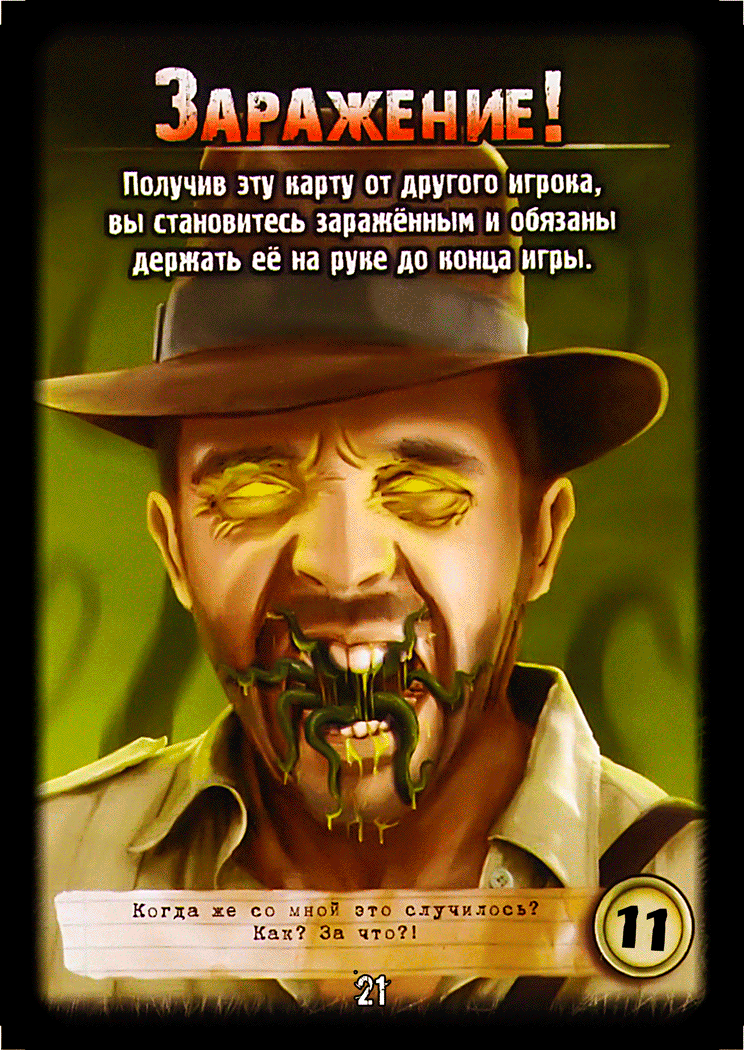 Заражение!
Получив эту карту от другого игрока,
вы становитесь заражённым и обязаны
держать её на руке до конца игры.
Когда же со мной это случилось?
Как? За что?!
11
21